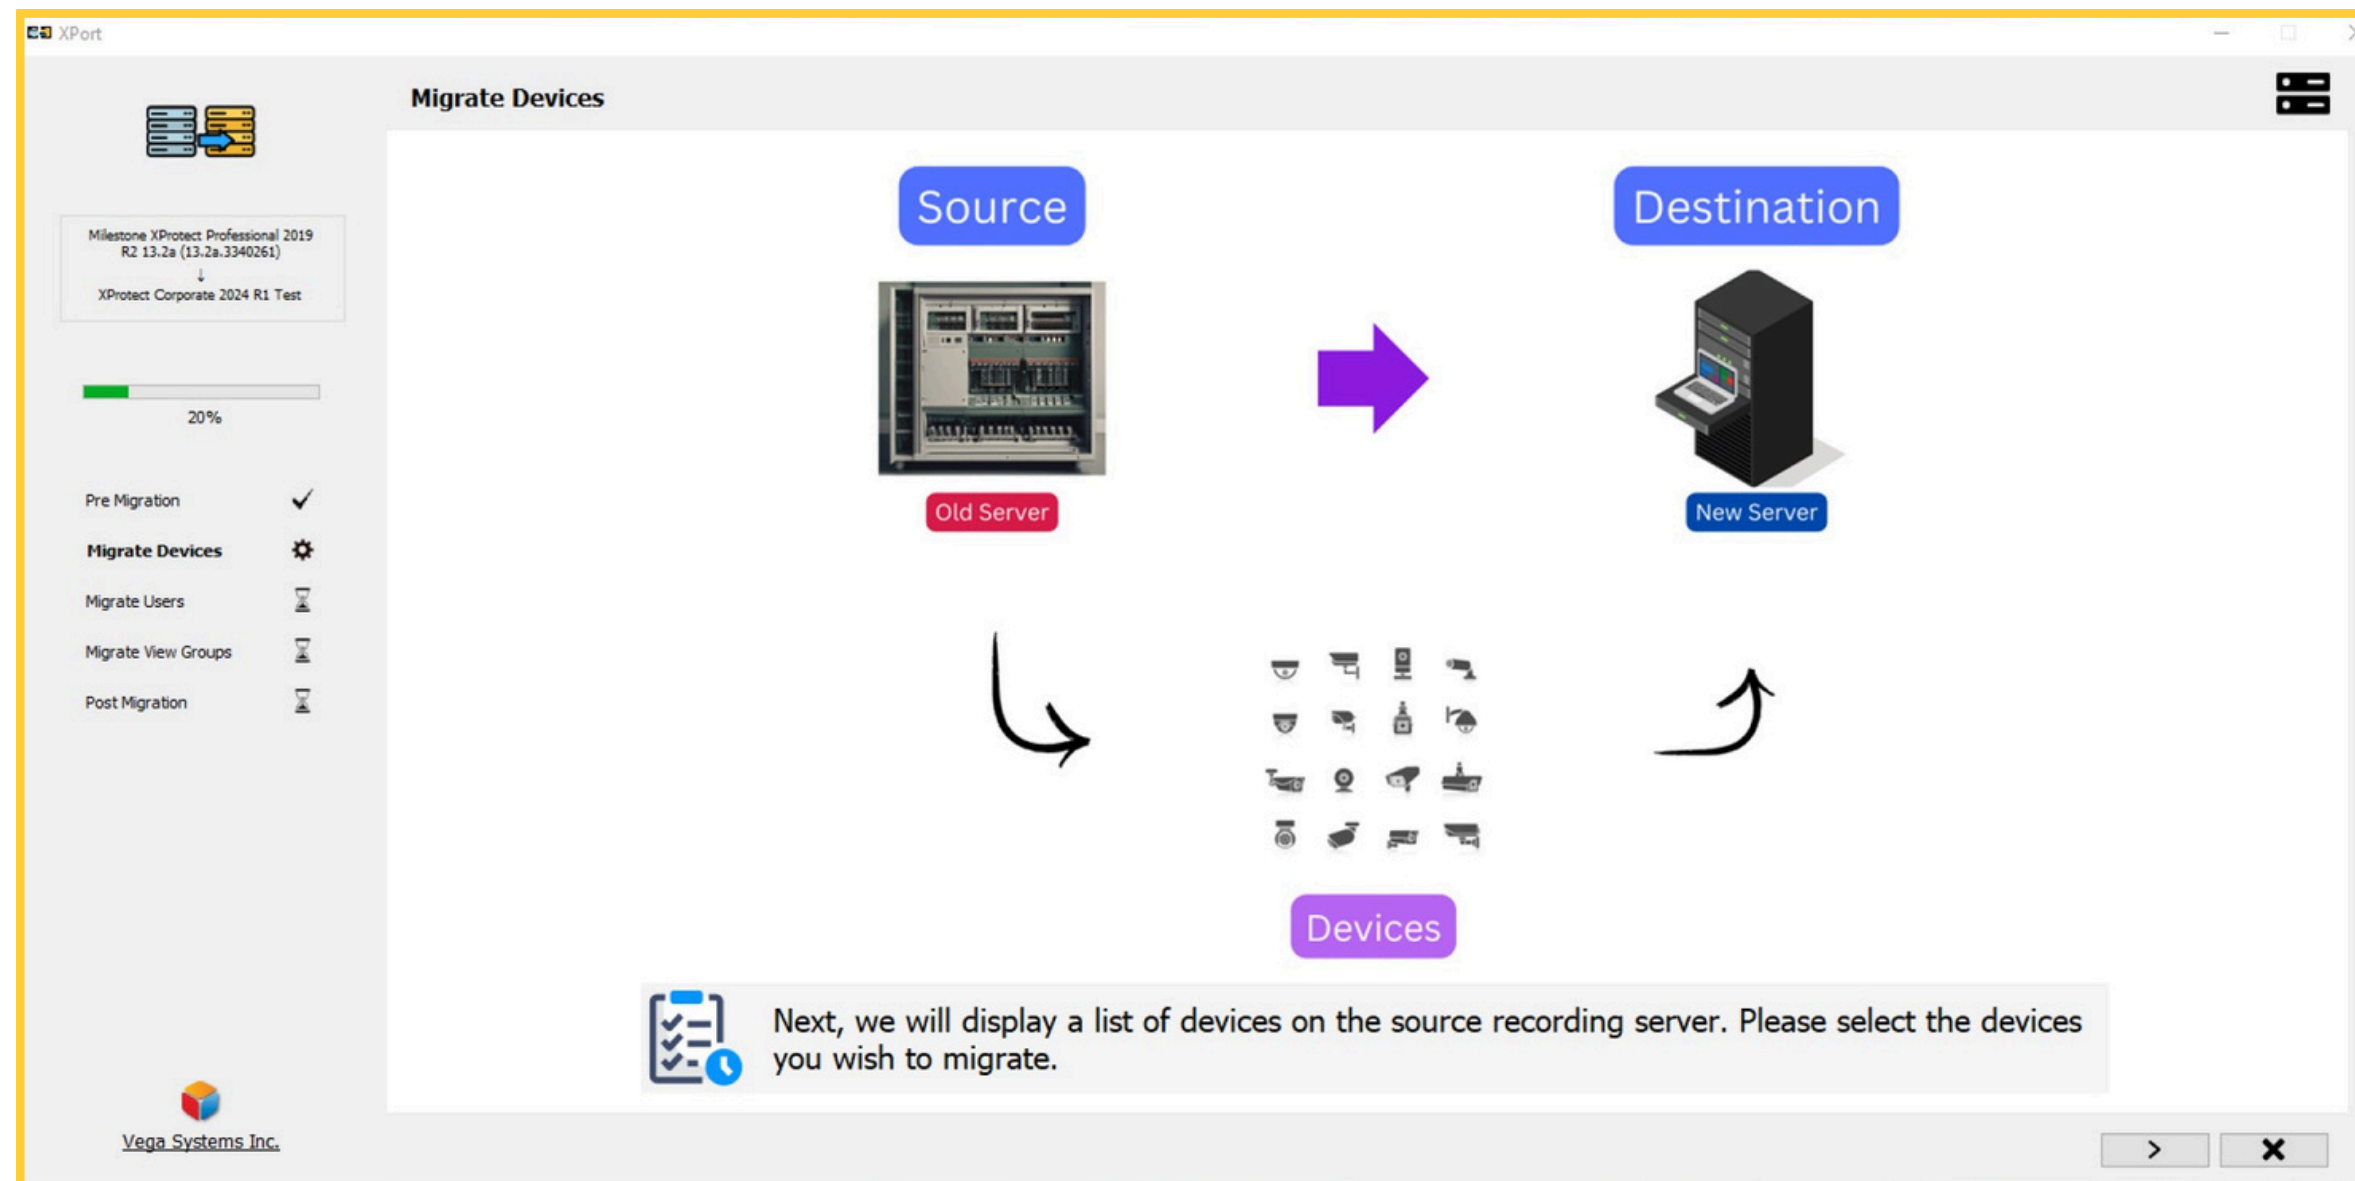 XPort
Migrate Devices
Milestone XProtect Professional 2019
R2 13.2a (13.2a.3340261)
↓
XProtect Corporate 2024 R1 Test
20%
Pre Migration
Migrate Devices
Migrate Users
Migrate View Groups
Post Migration
Vega Systems Inc.
Source
Destination
Old Server
New Server
Devices
Next, we will display a list of devices on the source recording server. Please select the devices
you wish to migrate.